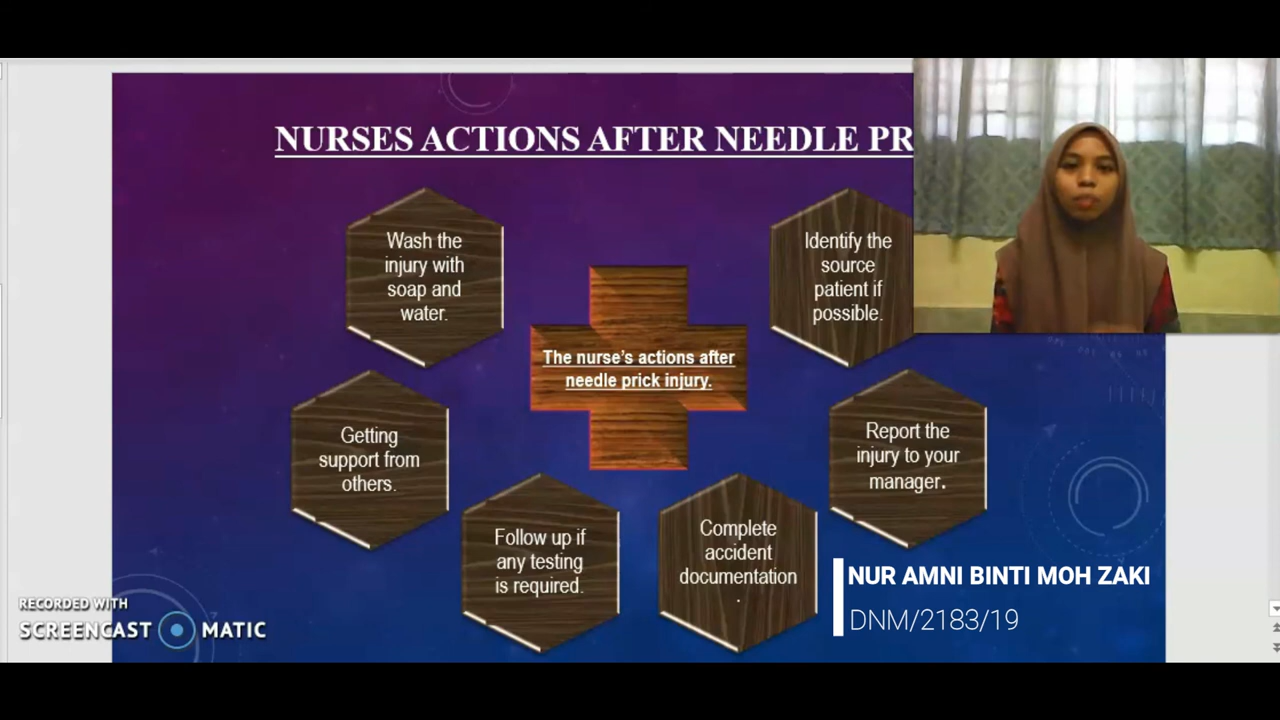 NURSES ACTIONS AFTER NEEDLE PR
Wash the
injury with
soap and
water.
Identify the
source
patient if
possible.
The nurse's actions after
needle prick injury.
Getting
support from
others.
Report the
injury to your
manager.
Follow up if
any testing
is required.
Complete
accident
documentation
.
NUR AMNI BINTI MOH ZAKI
DNM/2183/19
RECORDED WITH
SCREENCAST MATIC